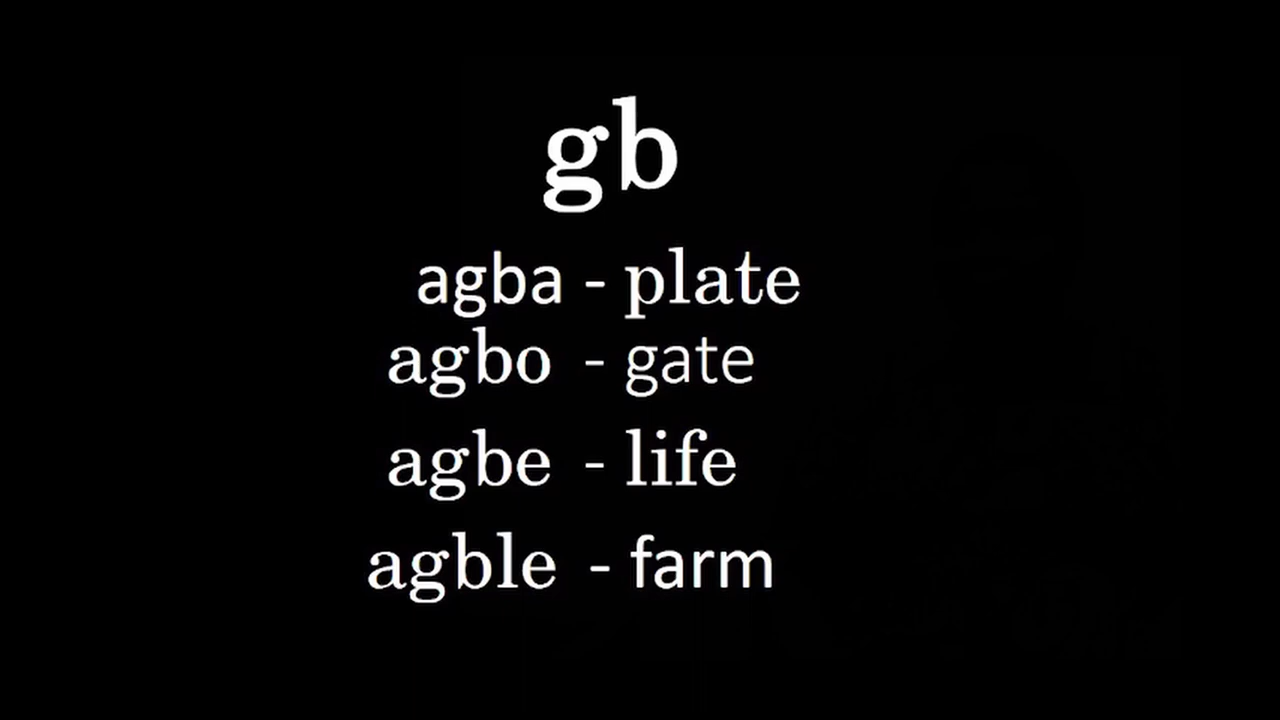 gb
agba - plate
agbo - gate
agbe - life
agble - farm